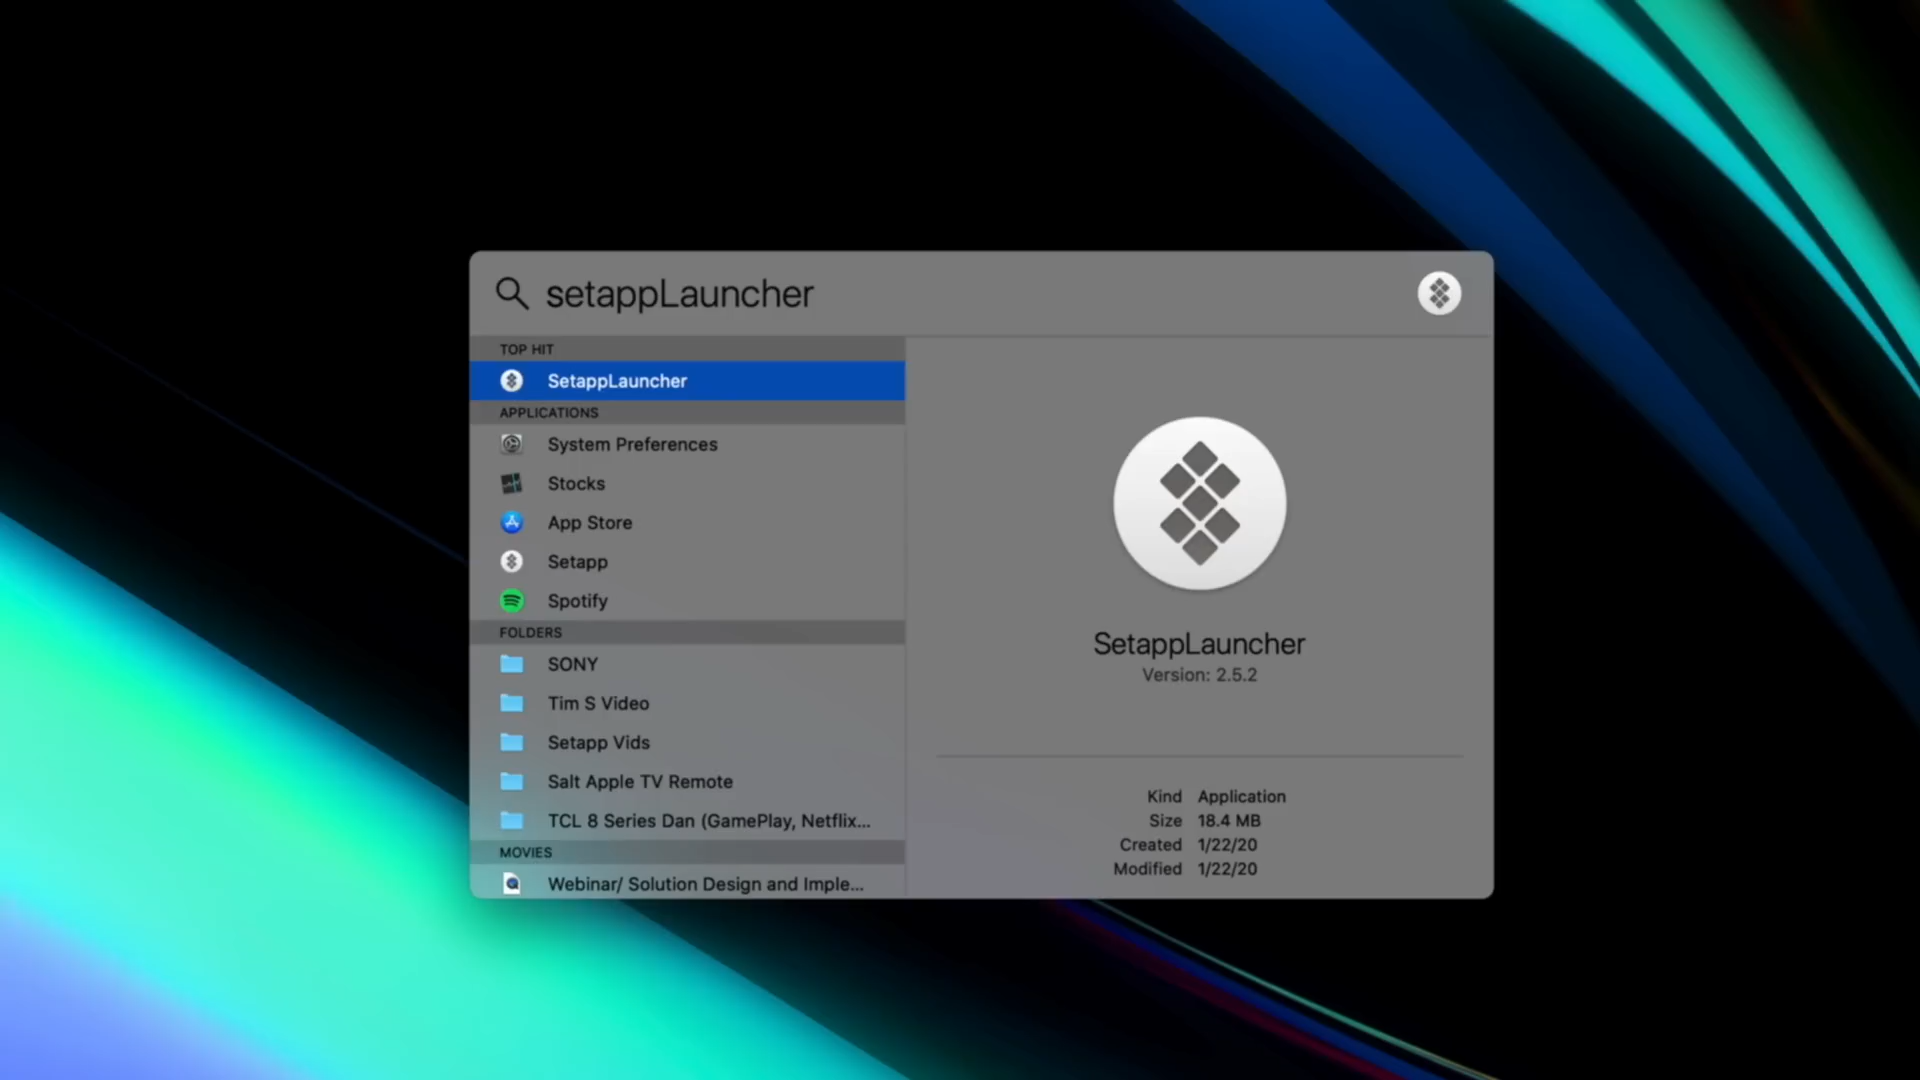 setappLauncher
TOP HIT
SetappLauncher
APPLICATIONS
System Preferences
Stocks
App Store
Setapp
Spotify
FOLDERS
SONY
Tim S Video
Setapp Vids
Salt Apple TV Remote
TCL 8 Series Dan (GamePlay, Netflix...
MOVIES
Webinar/ Solution Design and Imple...
SetappLauncher
Version: 2.5.2
Kind Application
Size 18.4 MB
Created 1/22/20
Modified 1/22/20